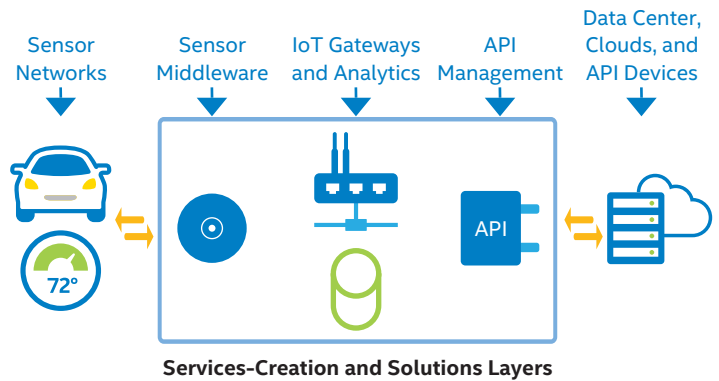 Sensor
Networks
Sensor
Middleware
IoT Gateways
and Analytics
API
Management
Data Center,
Clouds, and
API Devices
72°
API
Services-Creation and Solutions Layers